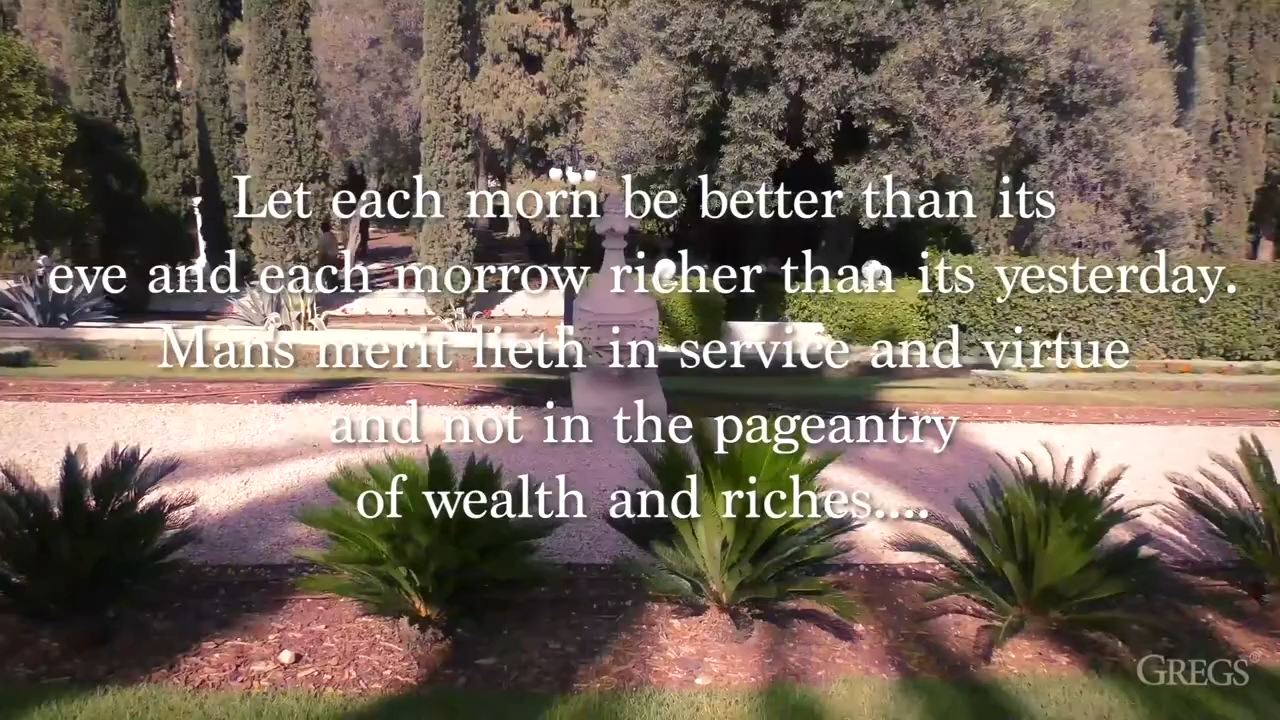 Let each morn be better than its
eve and each morrow richer than its yesterday.
Man's merit lieth in service and virtue
and not in the pageantry
of wealth and riches....
GREGS®